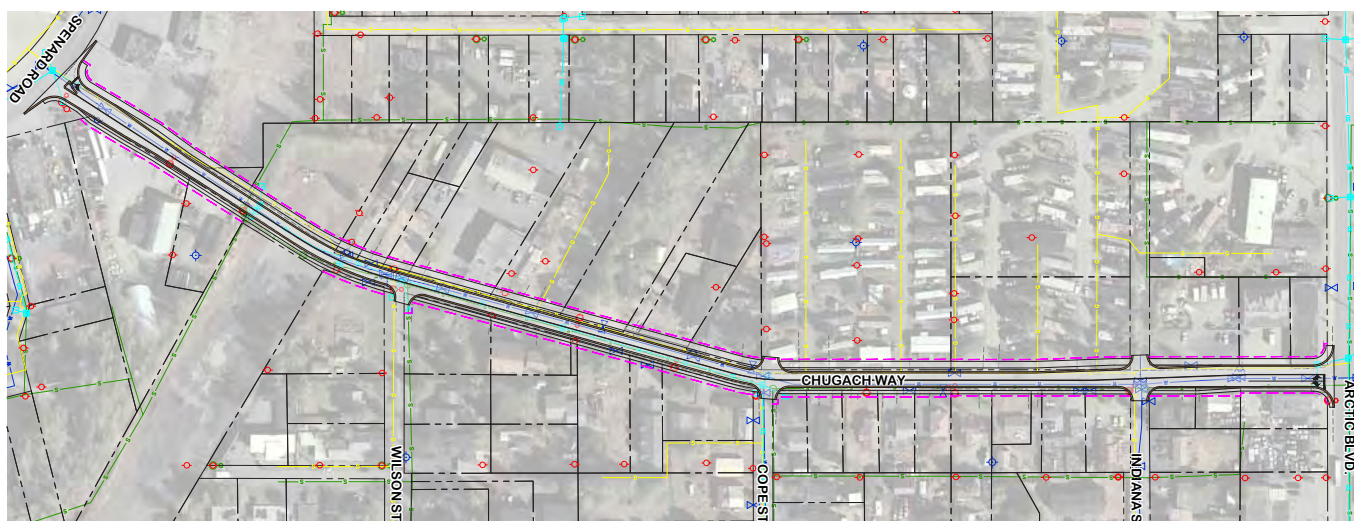 SPENARD ROAD
CHUGACH WAY
WILSON ST
COPE ST
INDIANA S
ARCTIC BLVD.